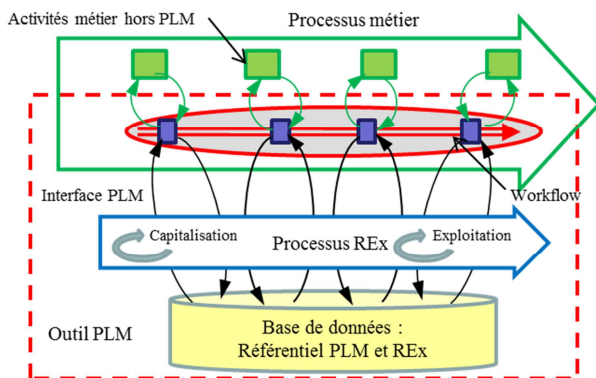 Activités métier hors PLM
Processus métier
Interface PLM
Workflow
Capitalisation
Processus REx
Exploitation
Outil PLM
Base de données :
Référentiel PLM et REx